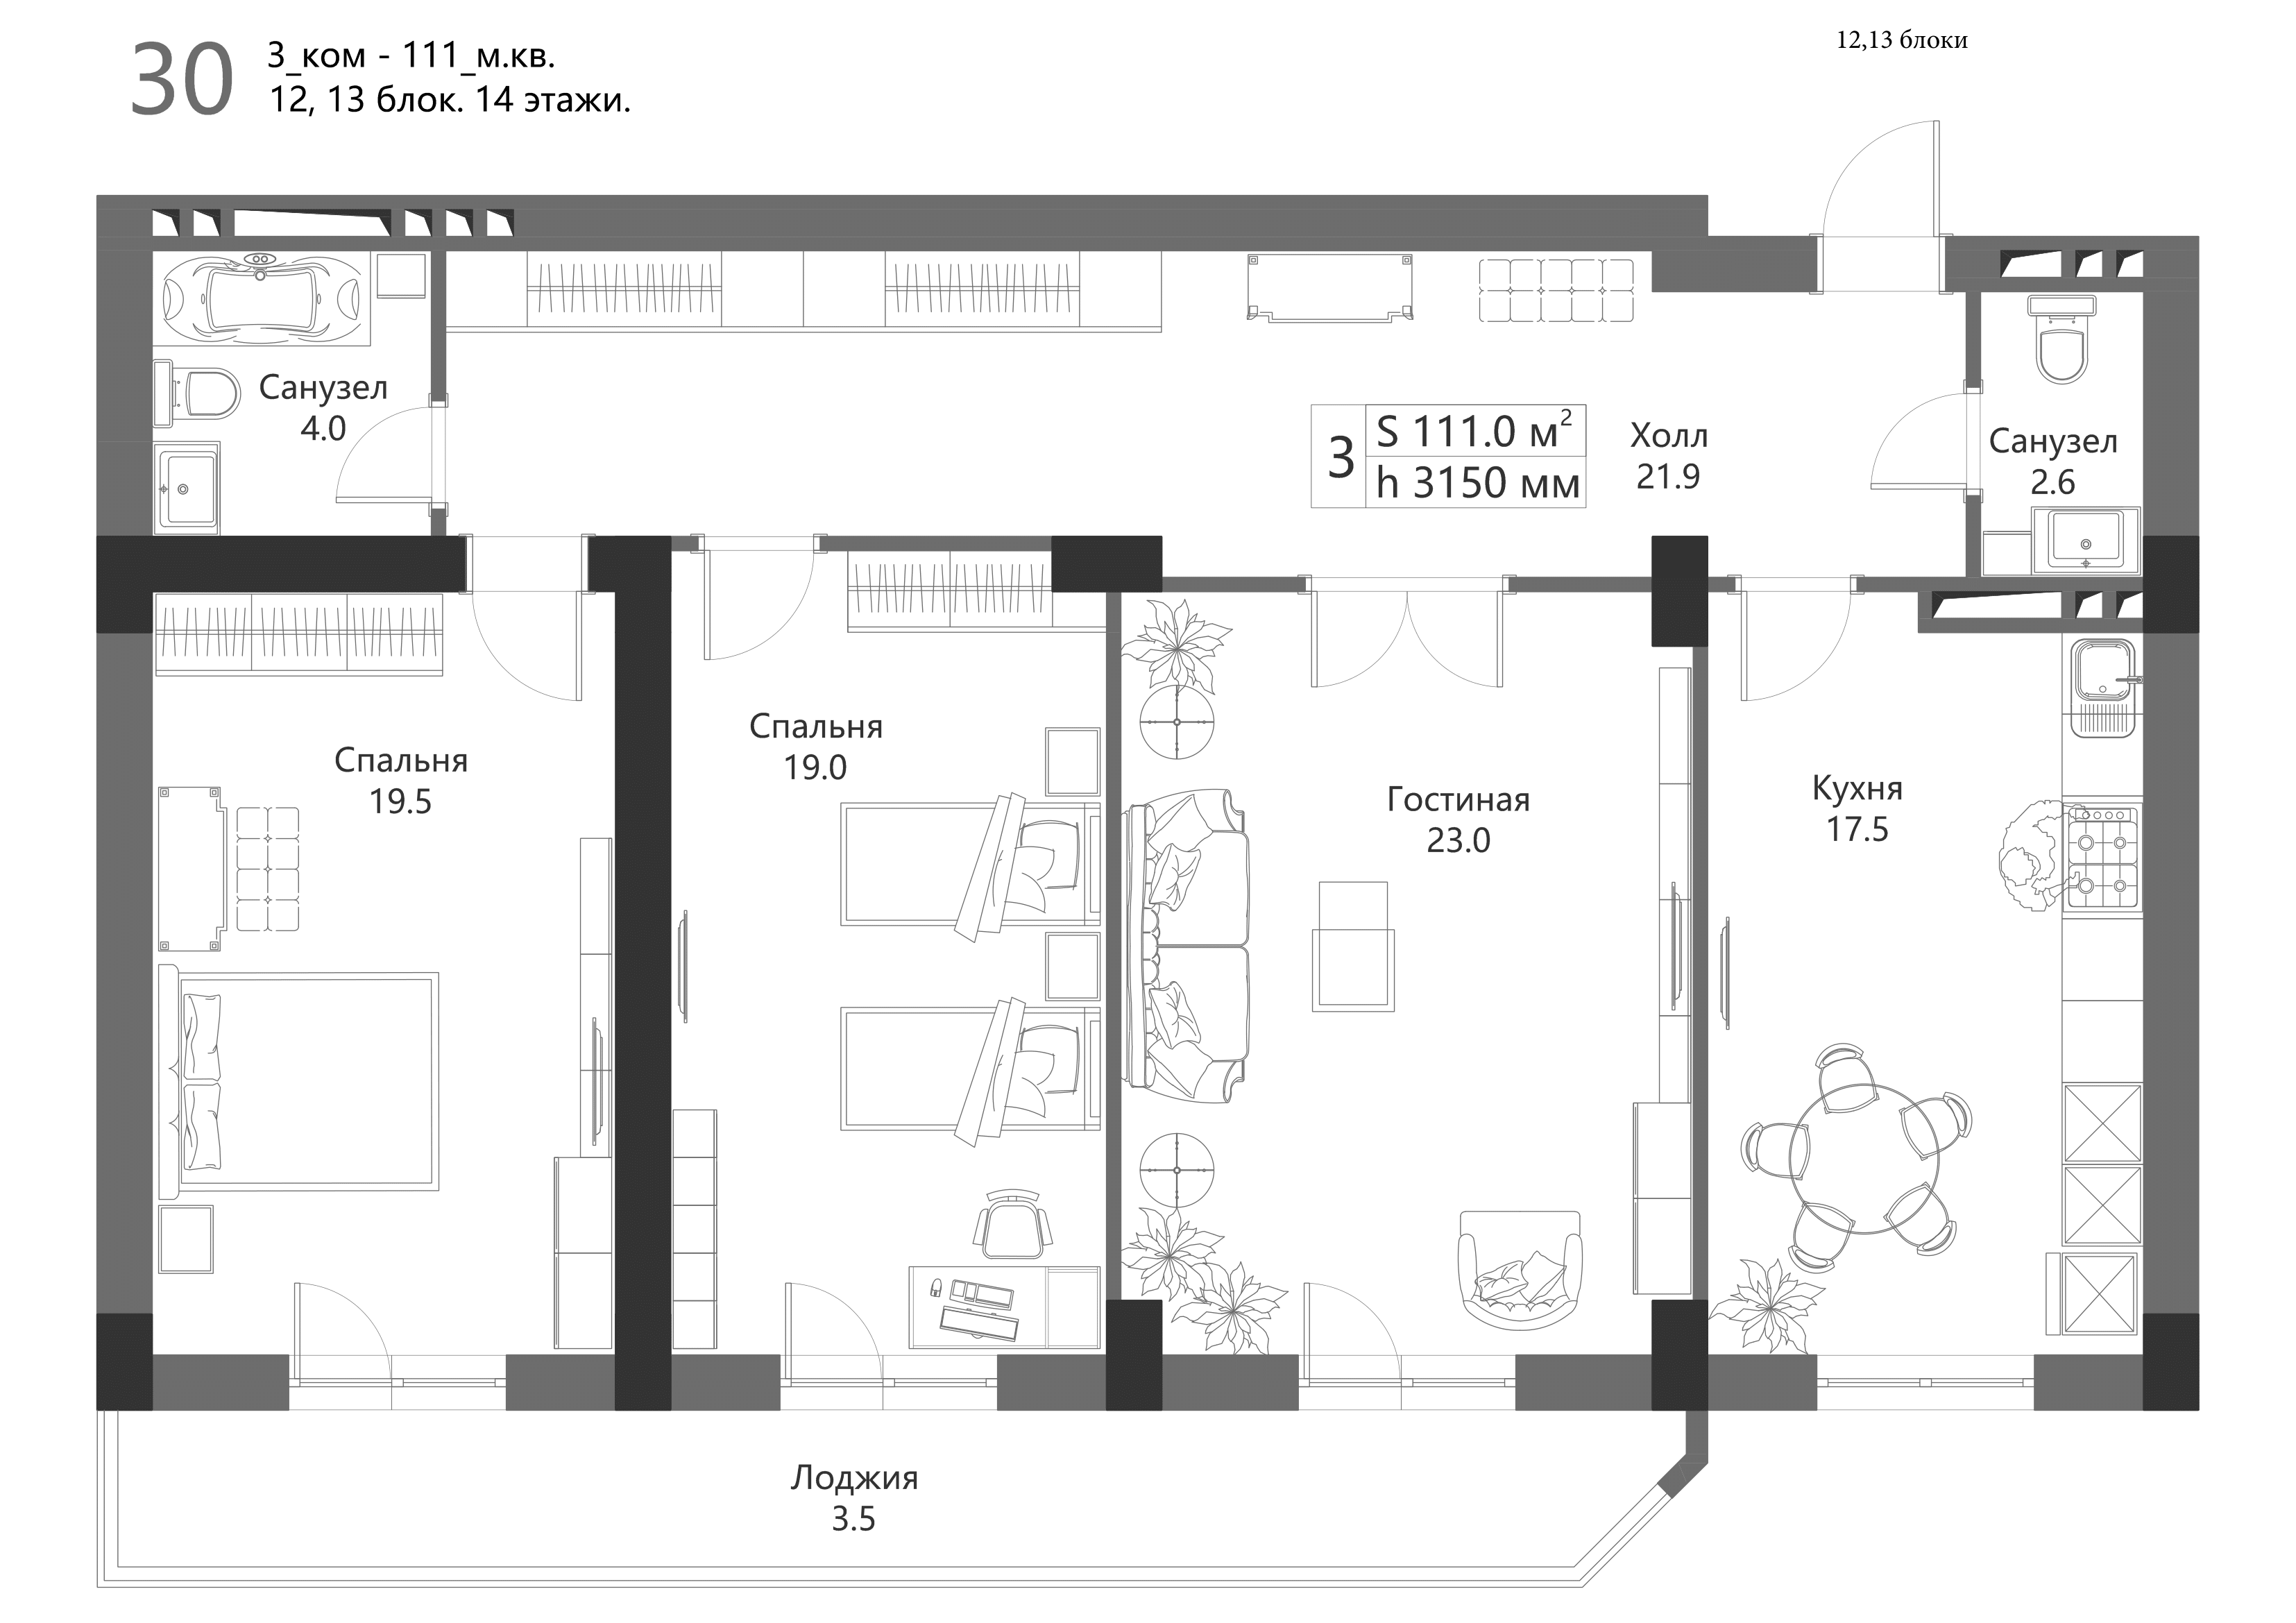 30
3_ком - 111_м.кв.
12, 13 блок. 14 этажи.
12,13 блоки
Санузел
4.0
3
S 111.0 м²
h 3150 мм
Холл
21.9
Санузел
2.6
Спальня
19.5
Спальня
19.0
Гостиная
23.0
Кухня
17.5
Лоджия
3.5